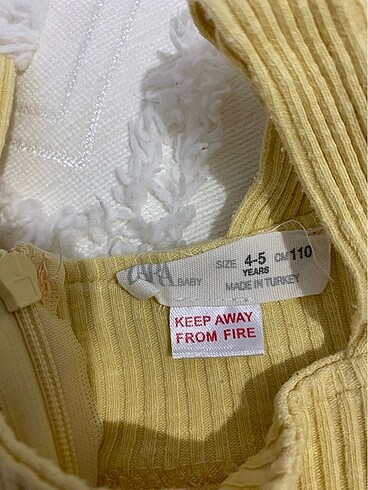 ZARA BABY
SIZE 4-5 YEARS CM 110
MADE IN TURKEY
KEEP AWAY
FROM FIRE